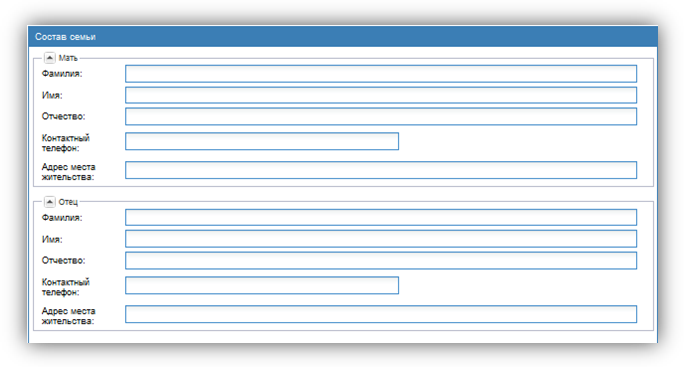 Состав семьи
Мать
Фамилия:
Имя:
Отчество:
Контактный
телефон:
Адрес места
жительства:
Отец
Фамилия:
Имя:
Отчество:
Контактный
телефон:
Адрес места
жительства: